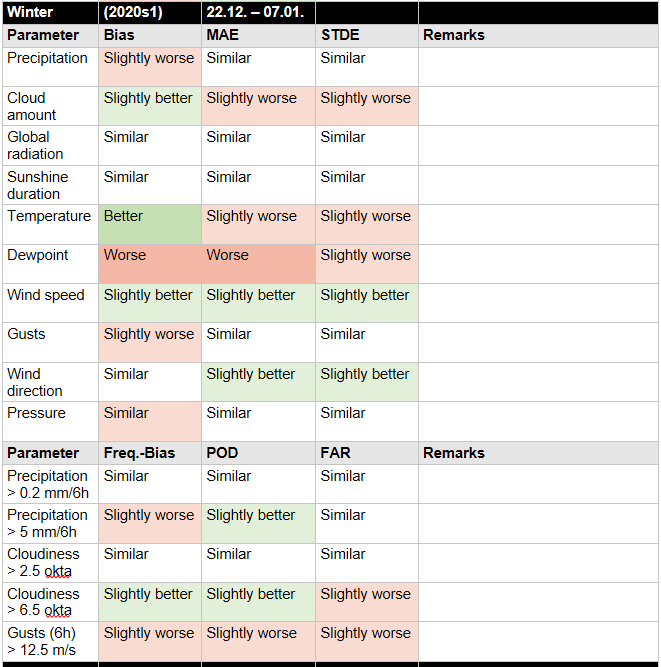 Winter (2020s1) 22.12. – 07.01.
Parameter Bias MAE STDE Remarks
Precipitation Slightly worse Similar Similar
Cloud Slightly better Slightly worse Slightly worse
amount
Global Similar Similar Similar
radiation
Sunshine Similar Similar Similar
duration
Temperature Better Slightly worse Slightly worse
Dewpoint Worse Worse Slightly worse
Wind speed Slightly better Slightly better Slightly better
Gusts Slightly worse Similar Similar
Wind Similar Slightly better Slightly better
direction
Pressure Similar Similar Similar
Parameter Freq.-Bias POD FAR Remarks
Precipitation Similar Similar Similar
> 0.2 mm/6h
Precipitation Slightly worse Slightly better Similar
> 5 mm/6h
Cloudiness Similar Similar Similar
> 2.5 okta
Cloudiness Slightly better Slightly better Slightly worse
> 6.5 okta
Gusts (6h) Slightly worse Slightly worse Slightly worse
> 12.5 m/s